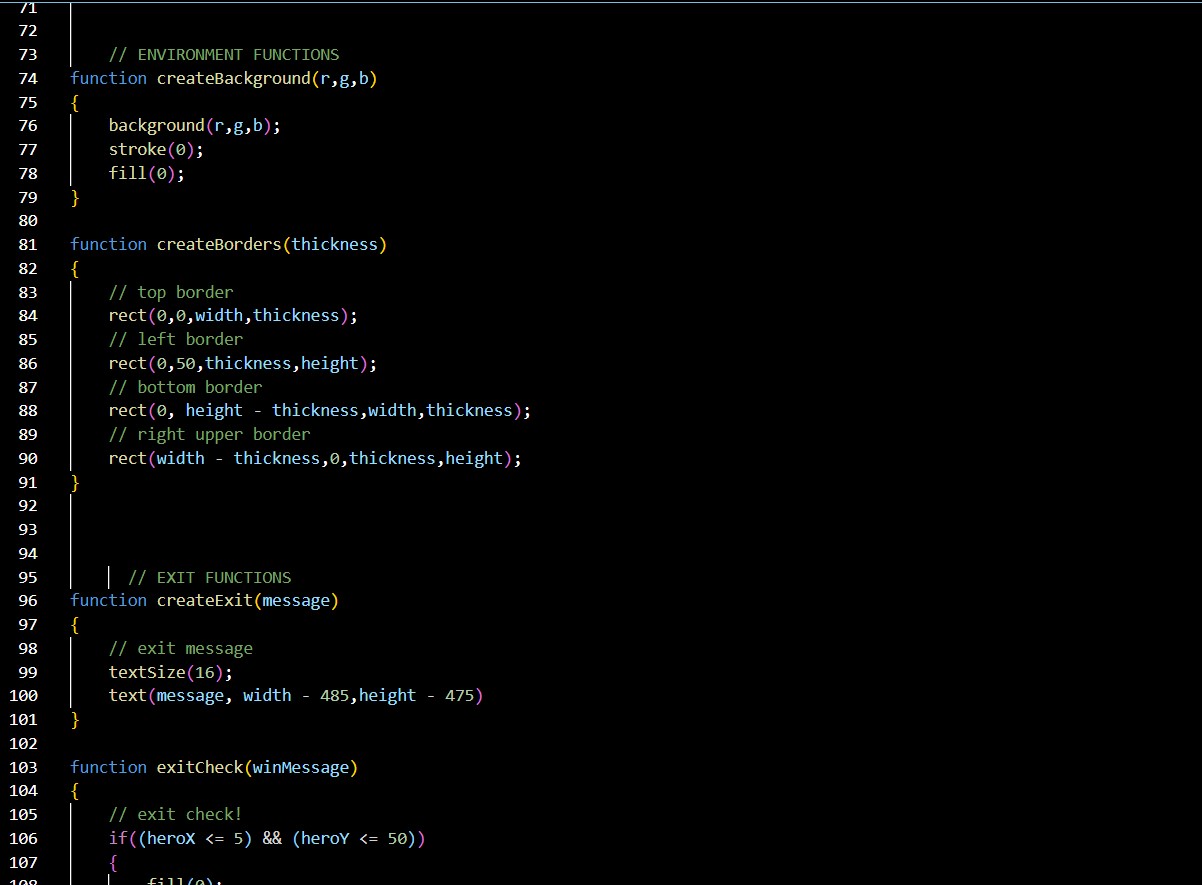 71
72
73 // ENVIRONMENT FUNCTIONS
74 function createBackground(r,g,b)
75 {
76 background(r,g,b);
77 stroke(0);
78 fill(0);
79 }
80
81 function createBorders(thickness)
82 {
83 // top border
84 rect(0,0,width,thickness);
85 // left border
86 rect(0,50,thickness,height);
87 // bottom border
88 rect(0, height - thickness,width,thickness);
89 // right upper border
90 rect(width - thickness,0,thickness,height);
91 }
92
93
94
95 // EXIT FUNCTIONS
96 function createExit(message)
97 {
98 // exit message
99 textSize(16);
100 text(message, width - 485,height - 475)
101 }
102
103 function exitCheck(winMessage)
104 {
105 // exit check!
106 if((heroX <= 5) && (heroY <= 50))
107 {
108 fill(0);